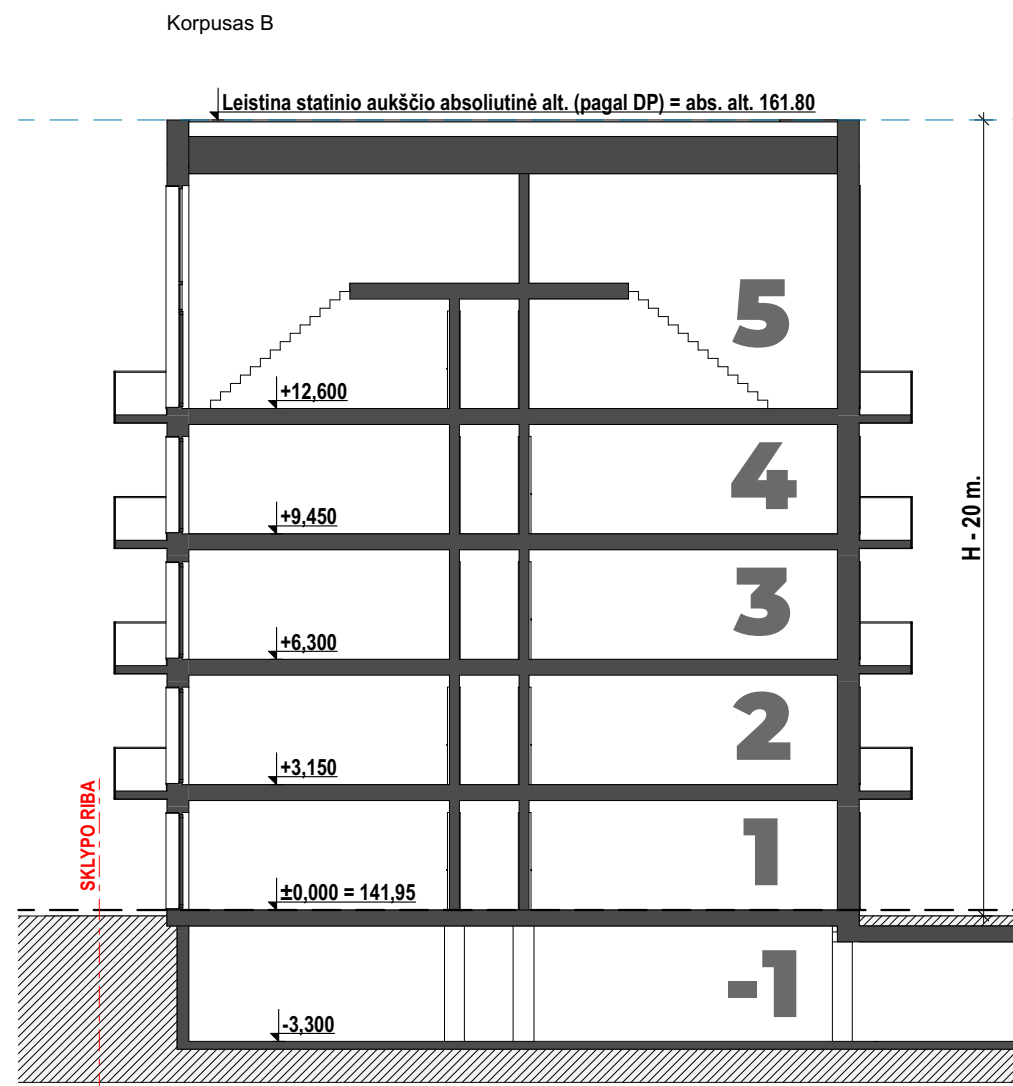 Korpusas B
Leistina statinio aukščio absoliutinė alt. (pagal DP) = abs. alt. 161.80
5
+12,600
4
+9,450
H - 20 m.
3
+6,300
2
+3,150
SKLYPO RIBA
1
±0,000 = 141,95
-1
-3,300